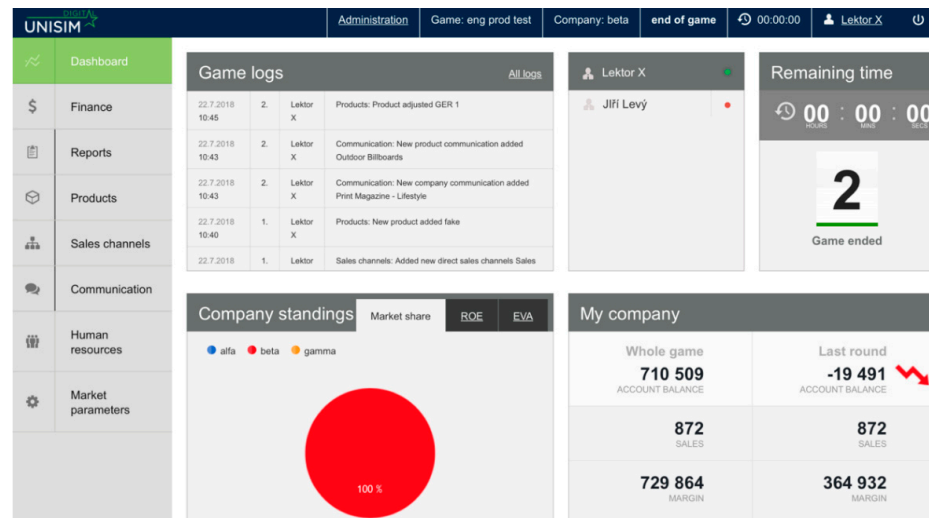 DIGITAL
UNISIM
Administration
Game: eng prod test
Company: beta
end of game
00:00:00
Lektor X
Dashboard
Finance
Reports
Products
Sales channels
Communication
Human
resources
Market
parameters
Game logs
All logs
22.7.2018 2. Lektor Products: Product adjusted GER 1
10:45 X
22.7.2018 2. Lektor Communication: New product communication added
10:43 X Outdoor Billboards
22.7.2018 2. Lektor Communication: New company communication added
10:43 X Print Magazine - Lifestyle
22.7.2018 1. Lektor Products: New product added fake
10:40 X
22.7.2018 1. Lektor Sales channels: Added new direct sales channels Sales
Lektor X
JIří Levý
Remaining time
00 : 00 : 00
HOURS MINS SECS
2
Game ended
Company standings
Market share
ROE
EVA
alfa beta gamma
100 %
My company
Whole game Last round
710 509 -19 491
ACCOUNT BALANCE ACCOUNT BALANCE
872 872
SALES SALES
729 864 364 932
MARGIN MARGIN